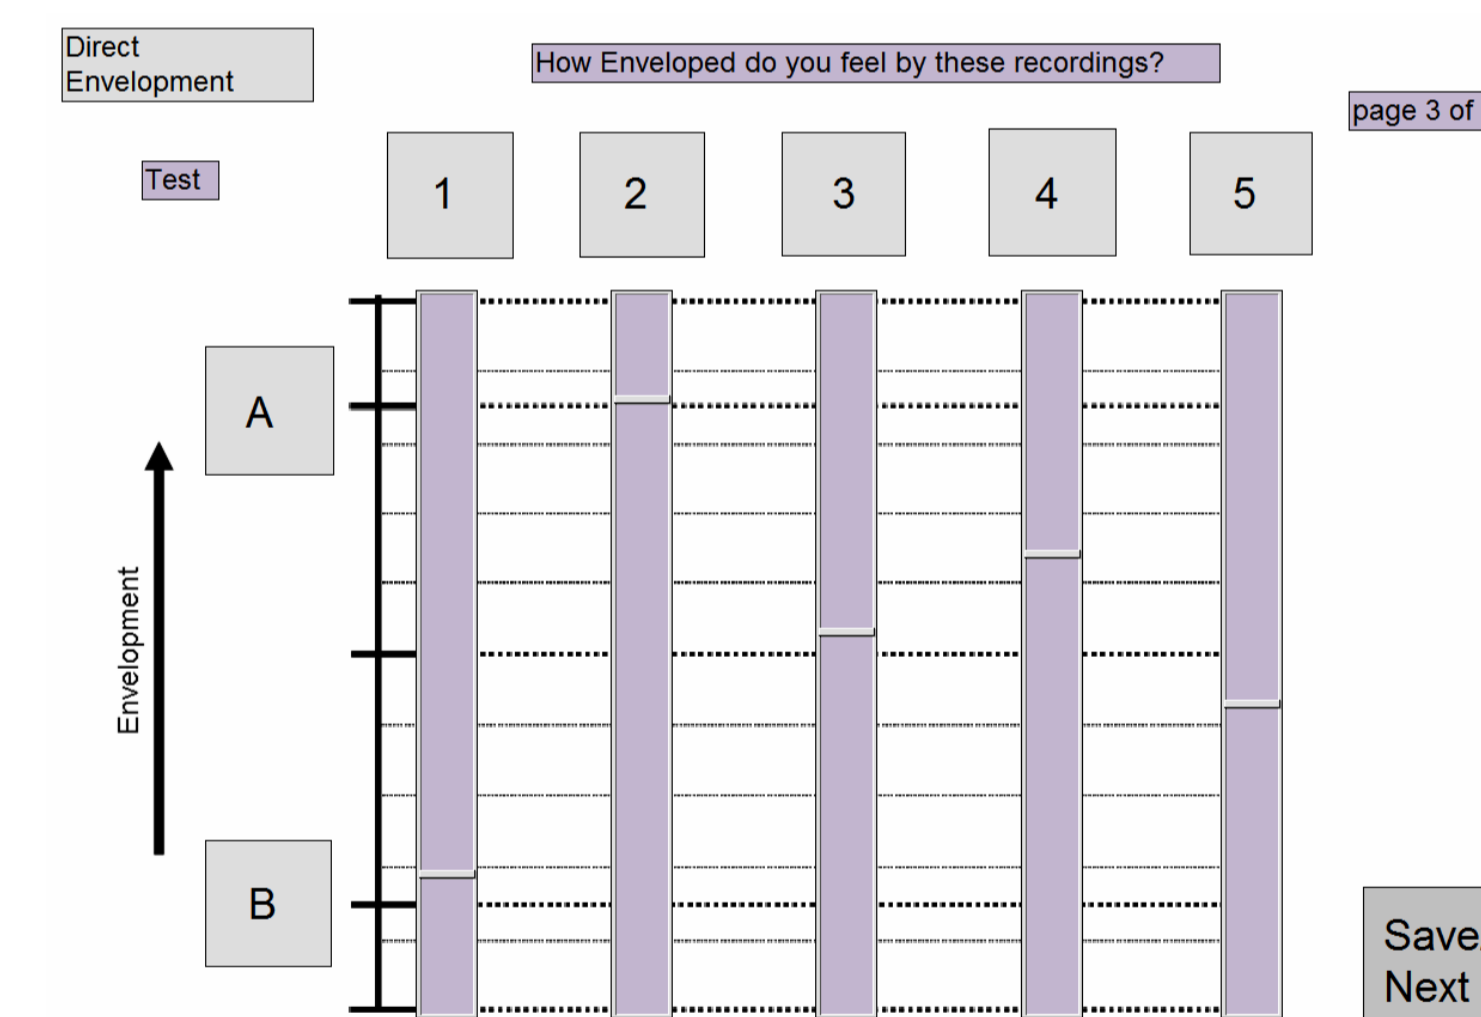 Direct
Envelopment
How Enveloped do you feel by these recordings?
page 3 of
Test
1
2
3
4
5
A
Envelopment
B
Save
Next